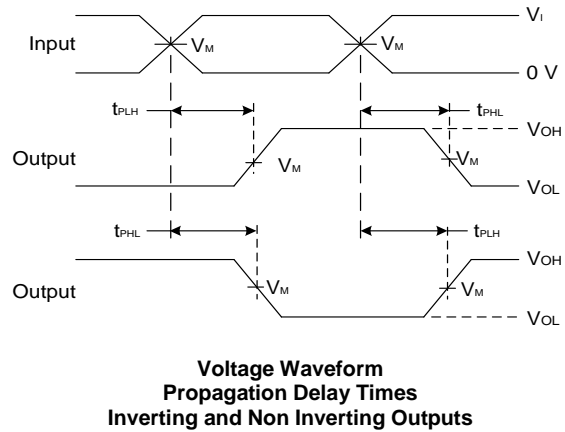 VI
Input
VM
VM
0 V
tPLH
tPHL
VOH
Output
VM
VM
VOL
tPHL
tPLH
VOH
Output
VM
VM
VOL
Voltage Waveform
Propagation Delay Times
Inverting and Non Inverting Outputs